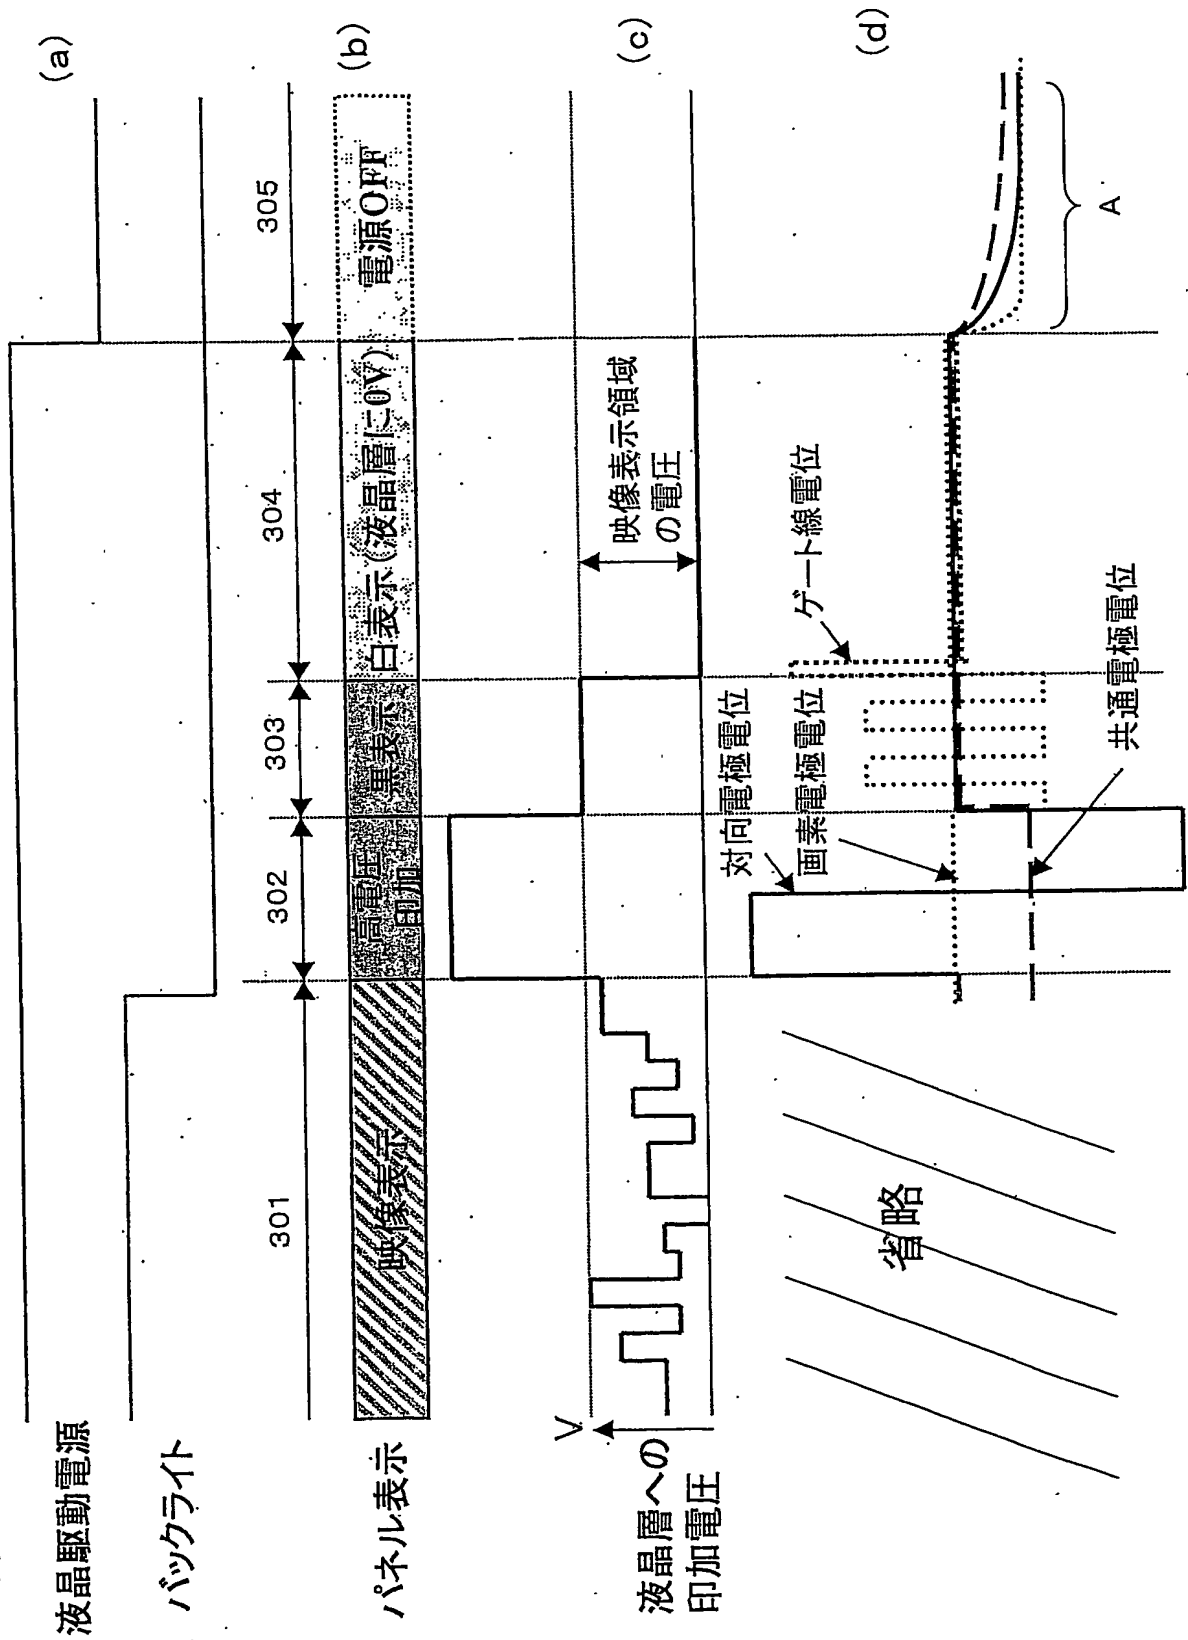 (a)
液晶駆動電源
バックライト
301
302
303
304
305
(b)
パネル表示
映像表示
高電圧
印加
黒表示
白表示(液晶層に0V)
電源OFF
(c)
V
液晶層への
印加電圧
映像表示領域
の電圧
(d)
省略
対向電極電位
画素電極電位
ゲート線電位
共通電極電位
A